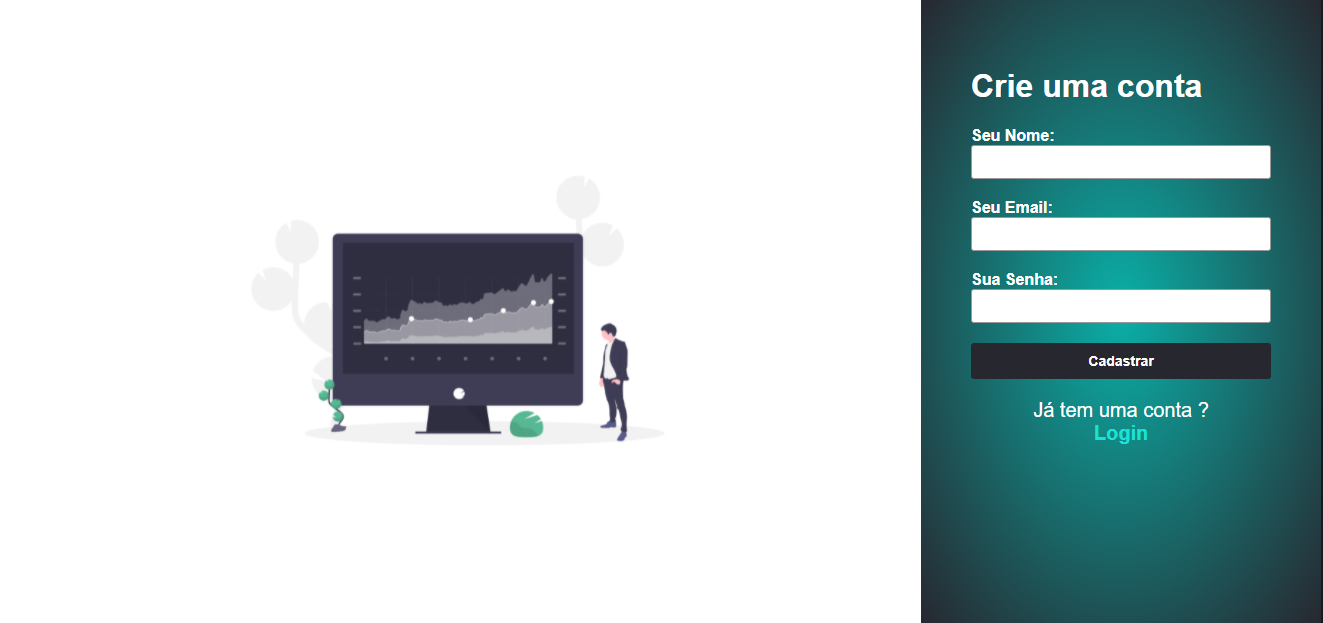 Crie uma conta
Seu Nome:
Seu Email:
Sua Senha:
Cadastrar
Já tem uma conta ?
Login